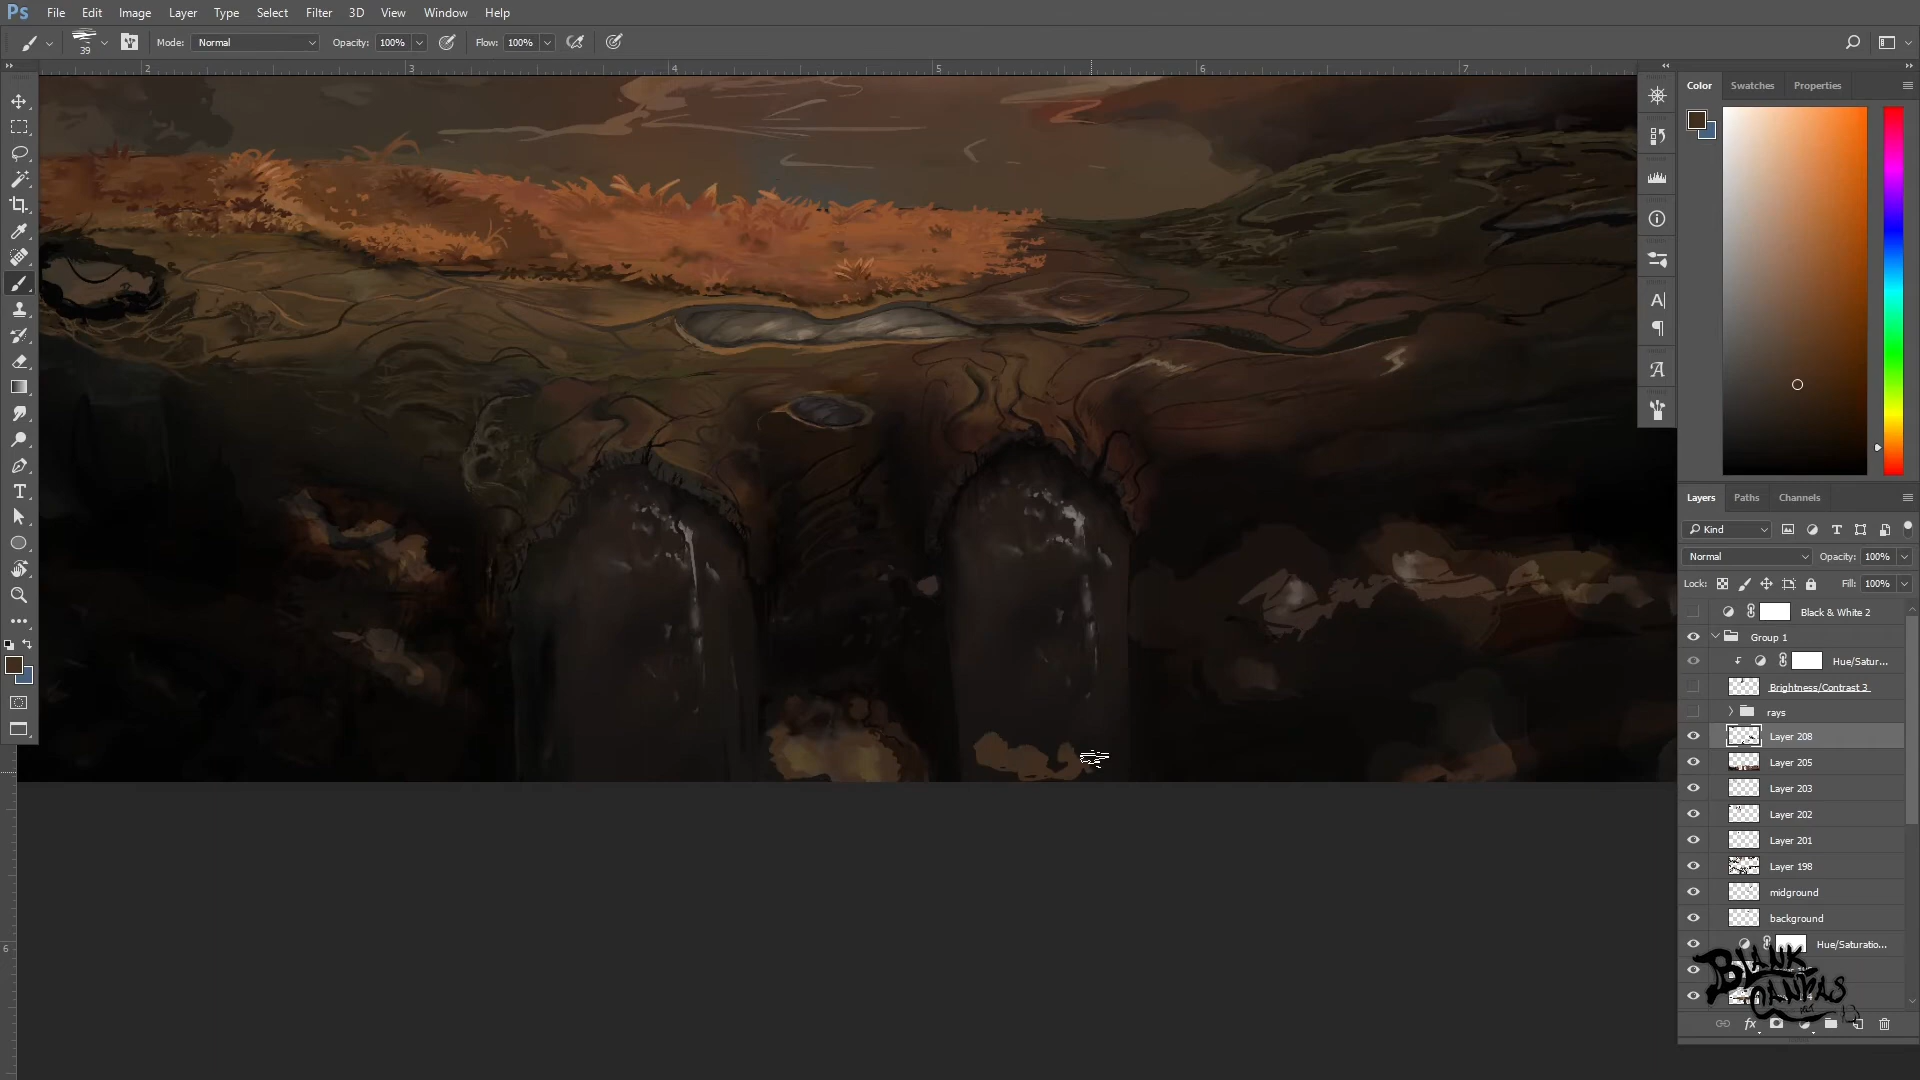 Ps File Edit Image Layer Type Select Filter 3D View Window Help
39 Mode: Normal Opacity: 100% Flow: 100%
2 3 4 5 6 7
Color Swatches Properties
Layers Paths Channels
Kind
Normal Opacity: 100%
Lock: Fill: 100%
Black & White 2
Group 1
Hue/Satur...
Brightness/Contrast 3
rays
Layer 208
Layer 205
Layer 203
Layer 202
Layer 201
Layer 198
midground
background
6
Hue/Saturatio...
BLANK
CANVAS